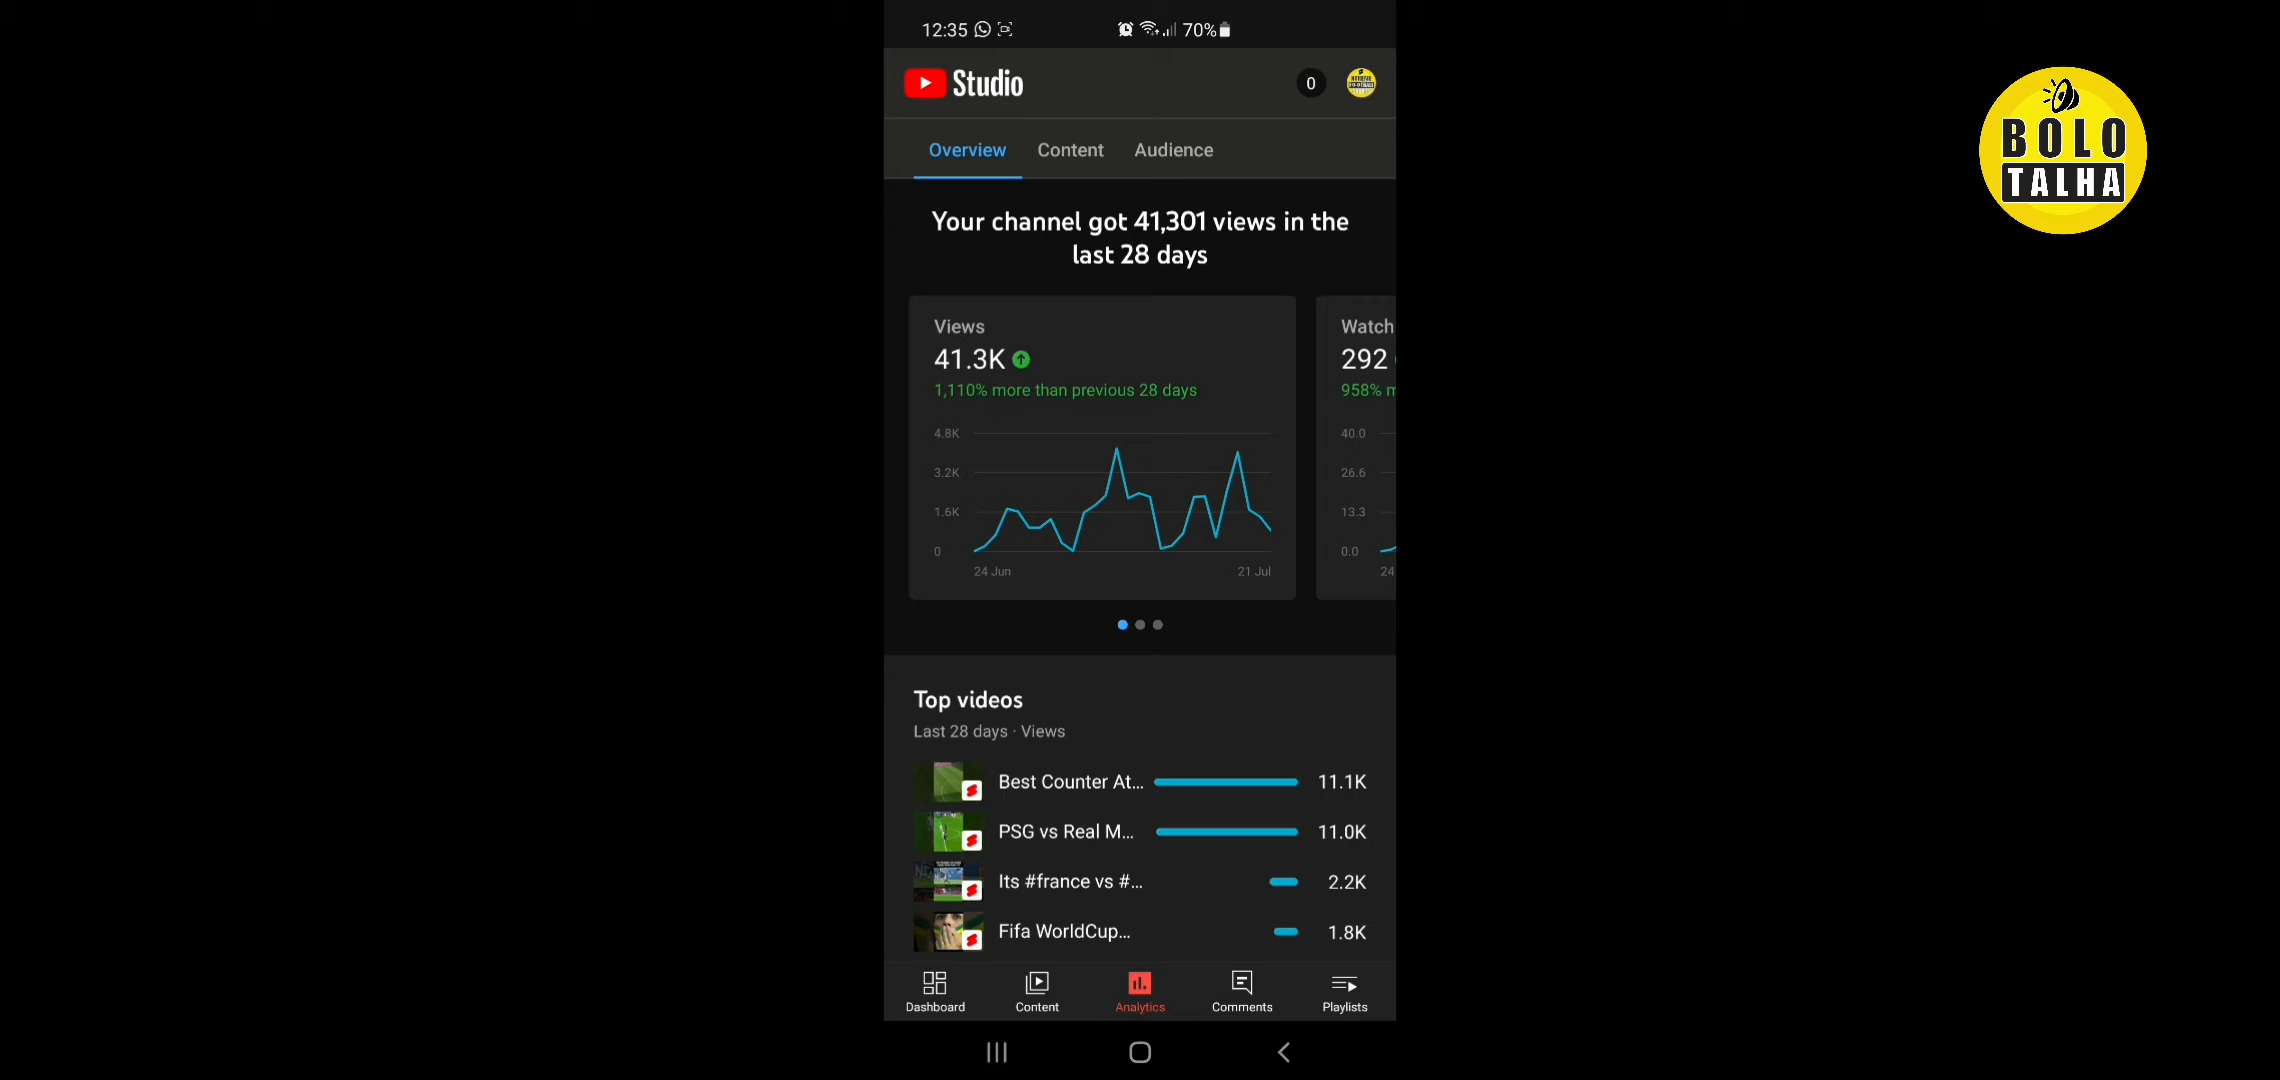 12:35
70%
Studio
0
Overview Content Audience
Your channel got 41,301 views in the
last 28 days
Views
41.3K
1,110% more than previous 28 days
4.8K
3.2K
1.6K
0
24 Jun 21 Jul
Watch
292
958% m
40.0
26.6
13.3
0.0
24
Top videos
Last 28 days · Views
Best Counter At... 11.1K
PSG vs Real M... 11.0K
Its #france vs #... 2.2K
Fifa WorldCup... 1.8K
Dashboard Content Analytics Comments Playlists
BOLO
TALHA